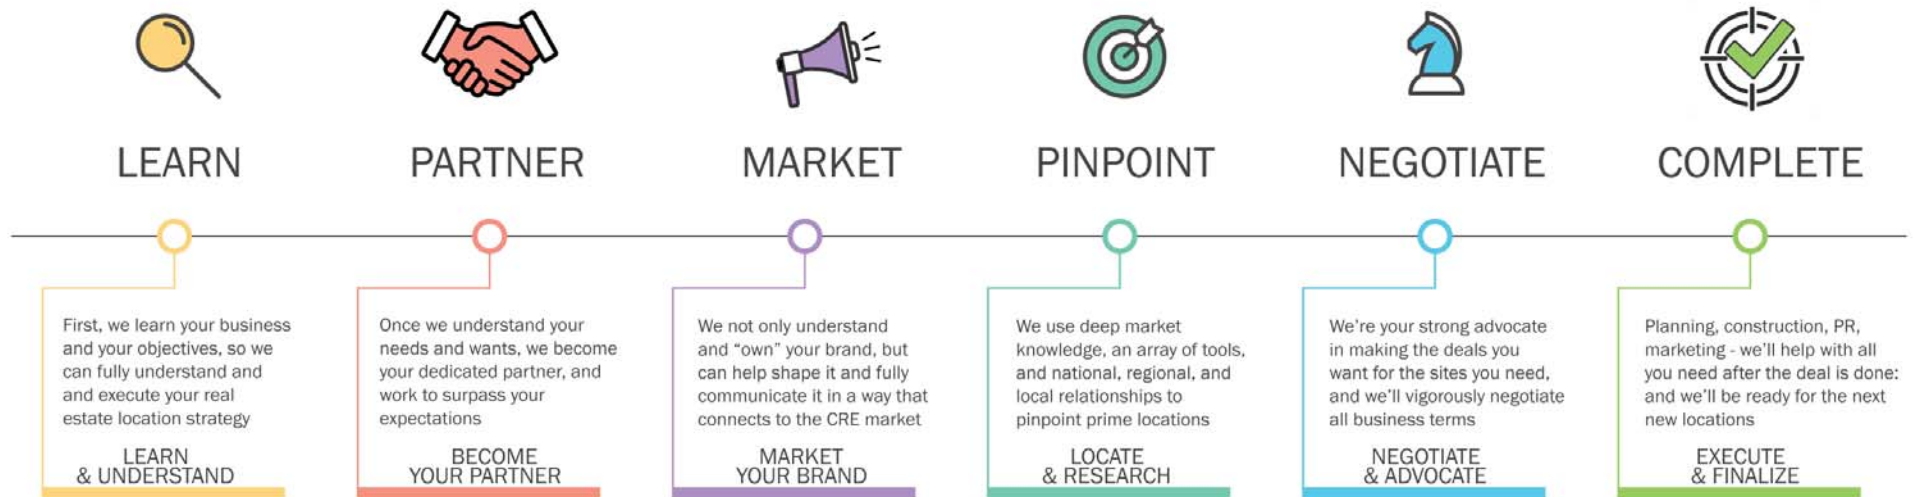 LEARN
PARTNER
MARKET
PINPOINT
NEGOTIATE
COMPLETE
First, we learn your business
and your objectives, so we
can fully understand and
and execute your real
estate location strategy
LEARN
& UNDERSTAND
Once we understand your
needs and wants, we become
your dedicated partner, and
work to surpass your
expectations
BECOME
YOUR PARTNER
We not only understand
and “own” your brand, but
can help shape it and fully
communicate it in a way that
connects to the CRE market
MARKET
YOUR BRAND
We use deep market
knowledge, an array of tools,
and national, regional, and
local relationships to
pinpoint prime locations
LOCATE
& RESEARCH
We're your strong advocate
in making the deals you
want for the sites you need,
and we'll vigorously negotiate
all business terms
NEGOTIATE
& ADVOCATE
Planning, construction, PR,
marketing - we'll help with all
you need after the deal is done:
and we'll be ready for the next
new locations
EXECUTE
& FINALIZE